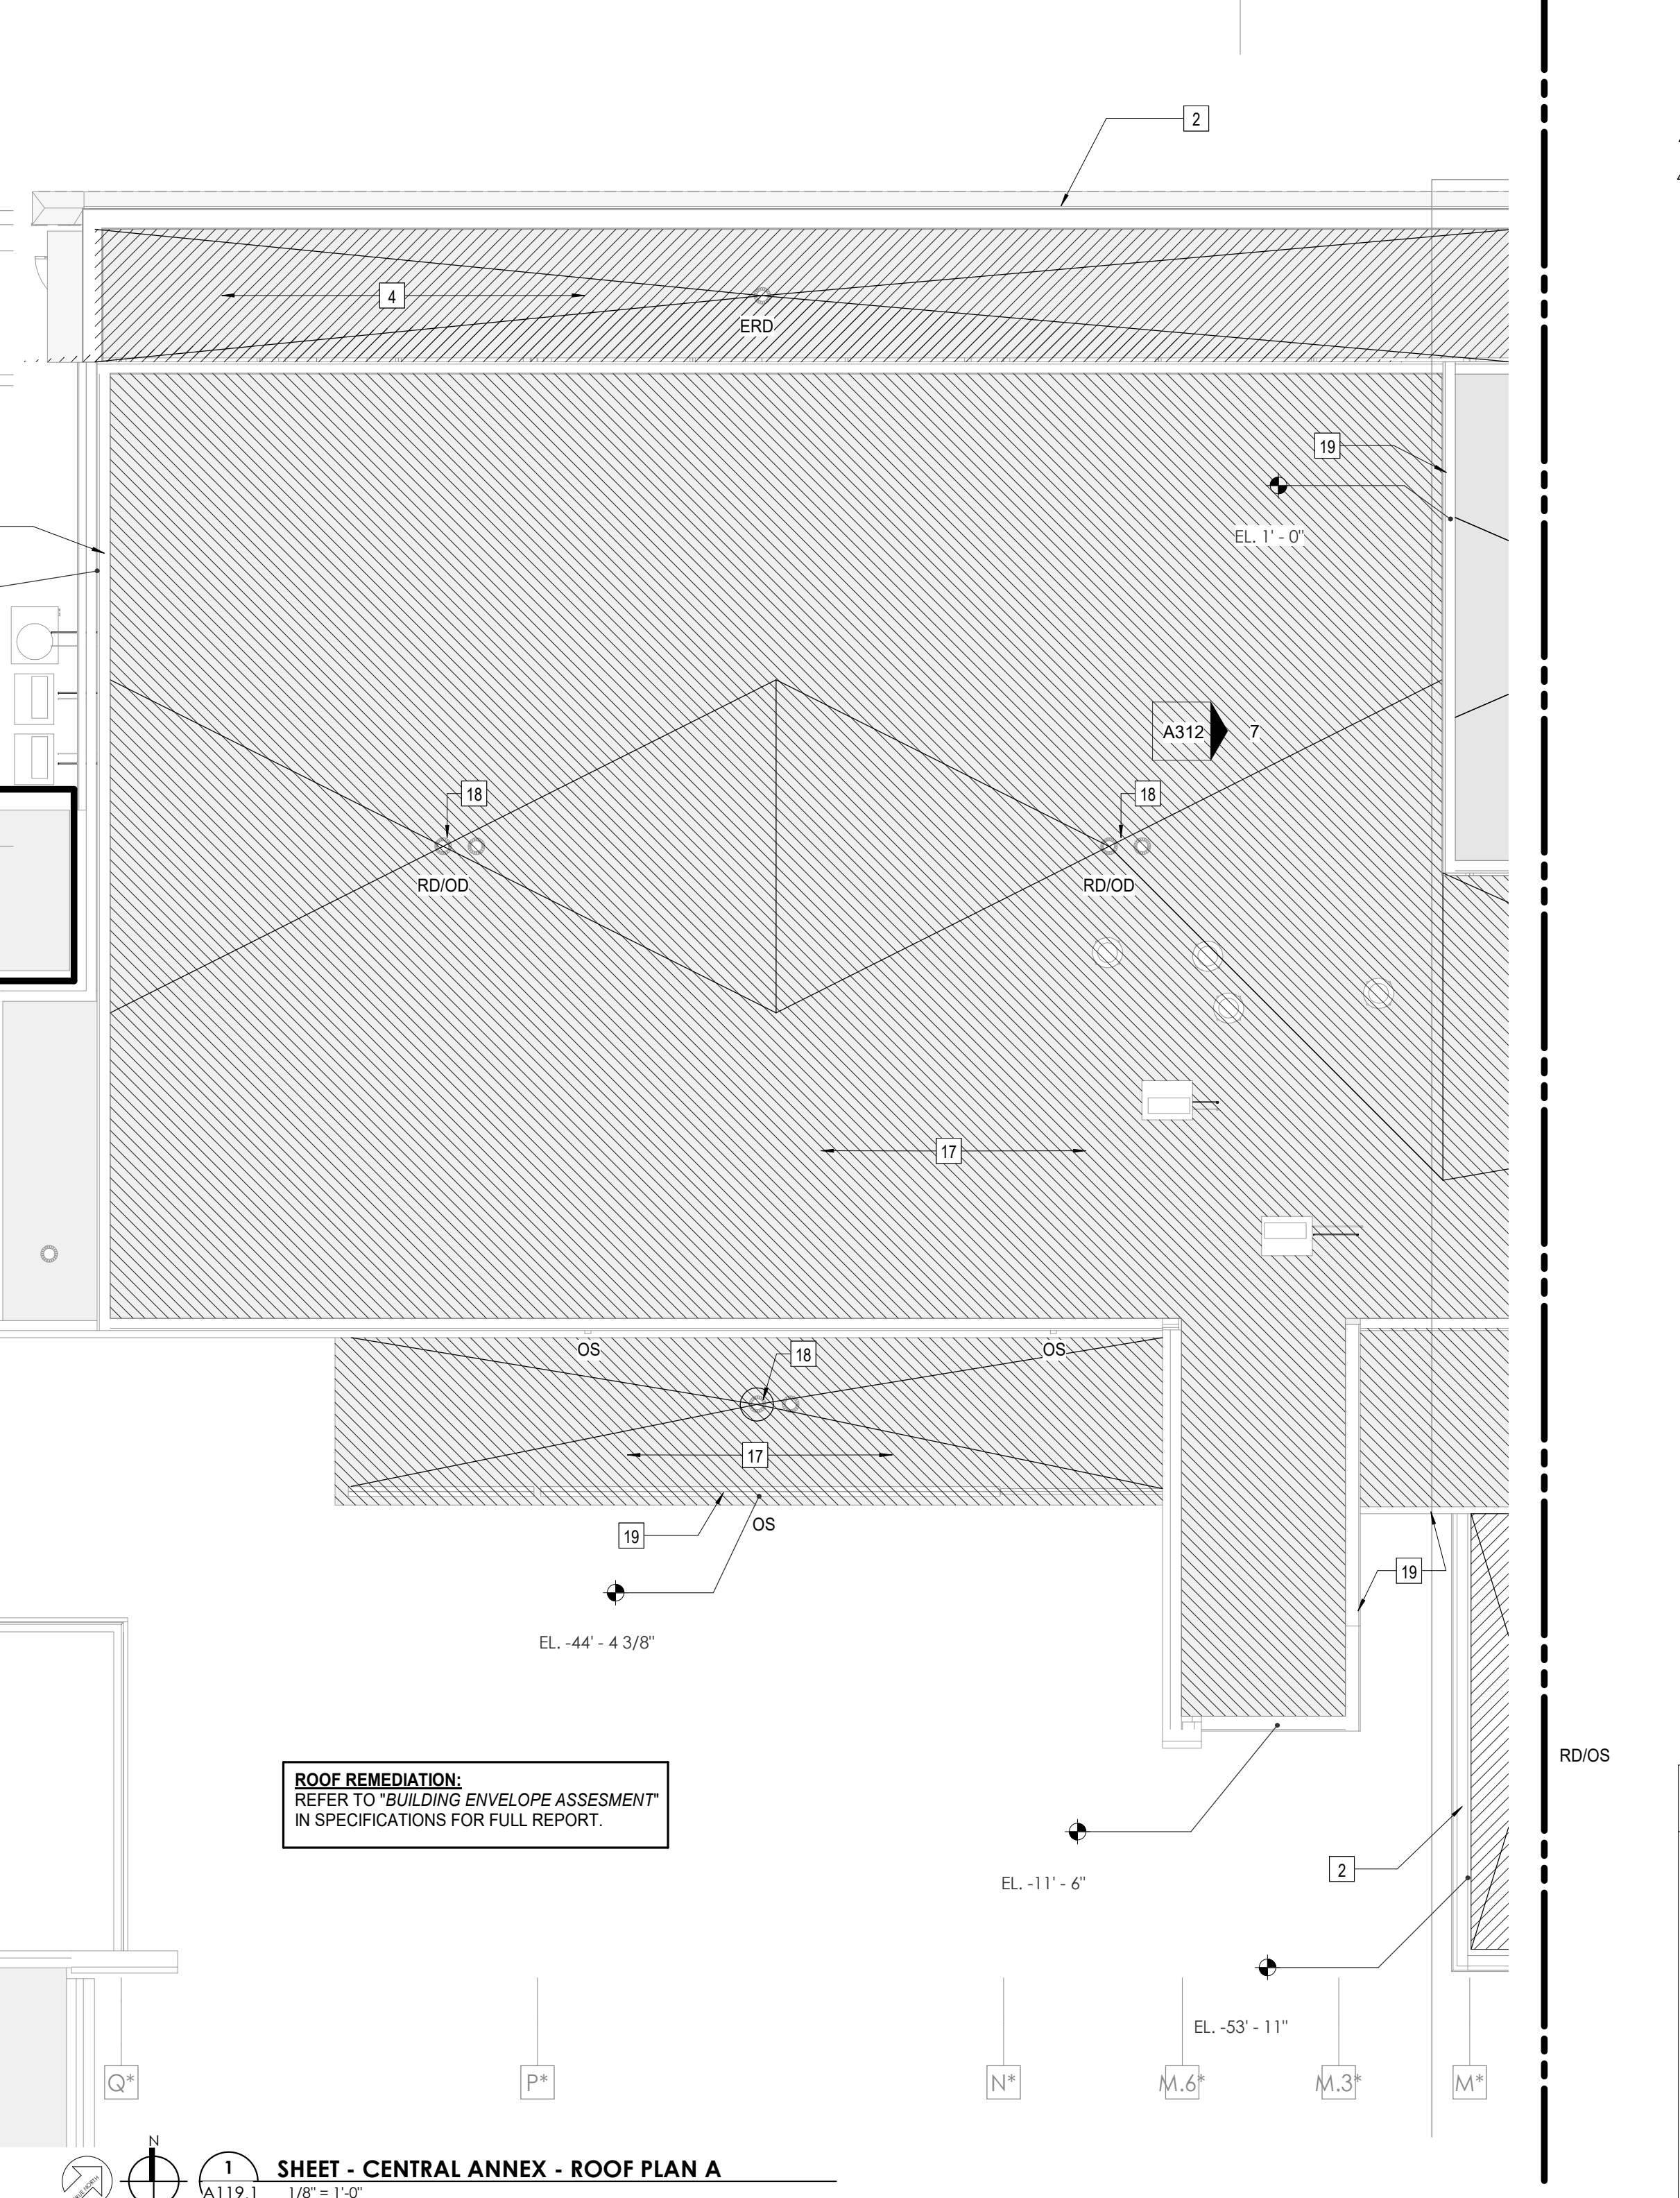 2
4
ERD
19
EL. 1' - 0"
A312 7
18
18
RD/OD
RD/OD
17
OS
OS
18
17
19
OS
19
EL. -44' - 4 3/8"
RD/OS
ROOF REMEDIATION:
REFER TO "BUILDING ENVELOPE ASSESMENT"
IN SPECIFICATIONS FOR FULL REPORT.
EL. -11' - 6"
2
EL. -53' - 11"
Q* P* N* M.6* M.3* M*
N
TRUE NORTH
1 SHEET - CENTRAL ANNEX - ROOF PLAN A
A119.1 1/8" = 1'-0"